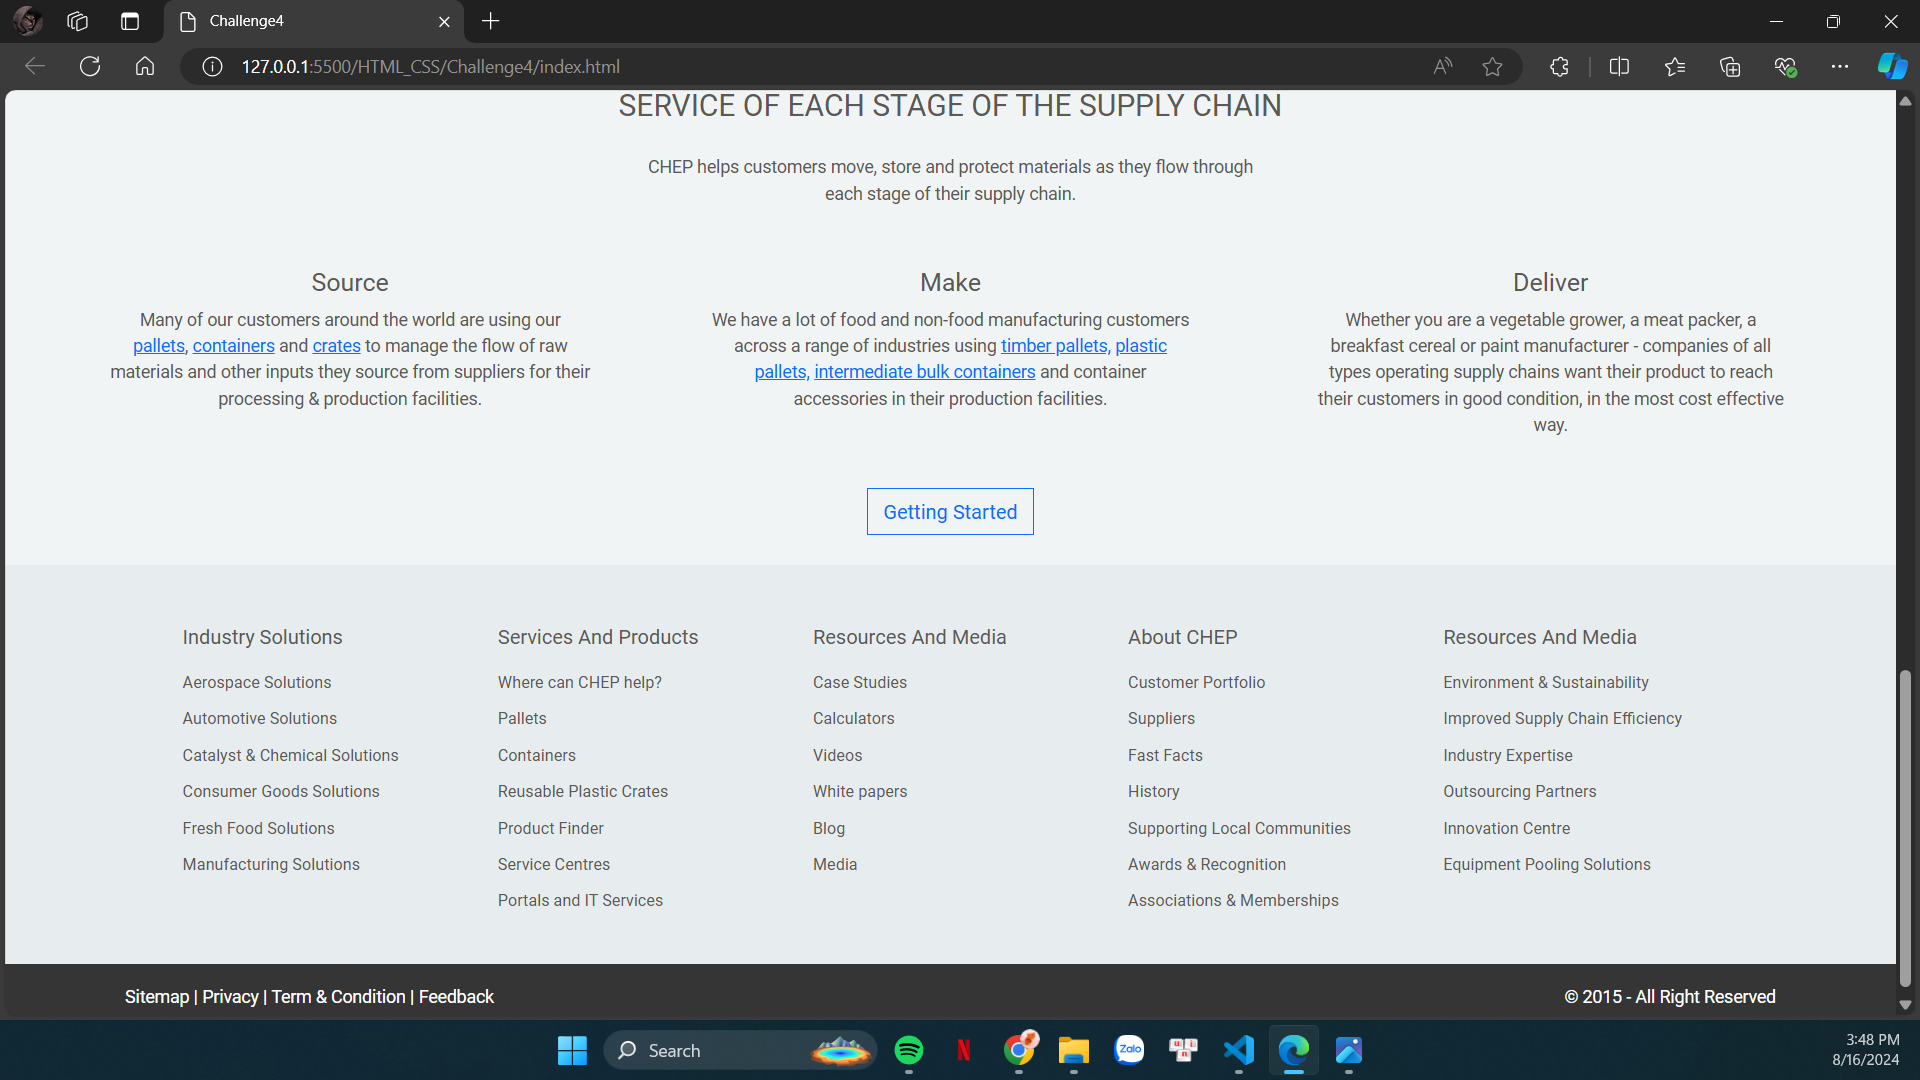 Challenge4
127.0.0.1:5500/HTML_CSS/Challenge4/index.html
SERVICE OF EACH STAGE OF THE SUPPLY CHAIN
CHEP helps customers move, store and protect materials as they flow through
each stage of their supply chain.
Source
Many of our customers around the world are using our
pallets, containers and crates to manage the flow of raw
materials and other inputs they source from suppliers for their
processing & production facilities.
Make
We have a lot of food and non-food manufacturing customers
across a range of industries using timber pallets, plastic
pallets, intermediate bulk containers and container
accessories in their production facilities.
Deliver
Whether you are a vegetable grower, a meat packer, a
breakfast cereal or paint manufacturer - companies of all
types operating supply chains want their product to reach
their customers in good condition, in the most cost effective
way.
Getting Started
Industry Solutions
Aerospace Solutions
Automotive Solutions
Catalyst & Chemical Solutions
Consumer Goods Solutions
Fresh Food Solutions
Manufacturing Solutions
Services And Products
Where can CHEP help?
Pallets
Containers
Reusable Plastic Crates
Product Finder
Service Centres
Portals and IT Services
Resources And Media
Case Studies
Calculators
Videos
White papers
Blog
Media
About CHEP
Customer Portfolio
Suppliers
Fast Facts
History
Supporting Local Communities
Awards & Recognition
Associations & Memberships
Resources And Media
Environment & Sustainability
Improved Supply Chain Efficiency
Industry Expertise
Outsourcing Partners
Innovation Centre
Equipment Pooling Solutions
Sitemap | Privacy | Term & Condition | Feedback
© 2015 - All Right Reserved
Search
Zalo
3:48 PM
8/16/2024